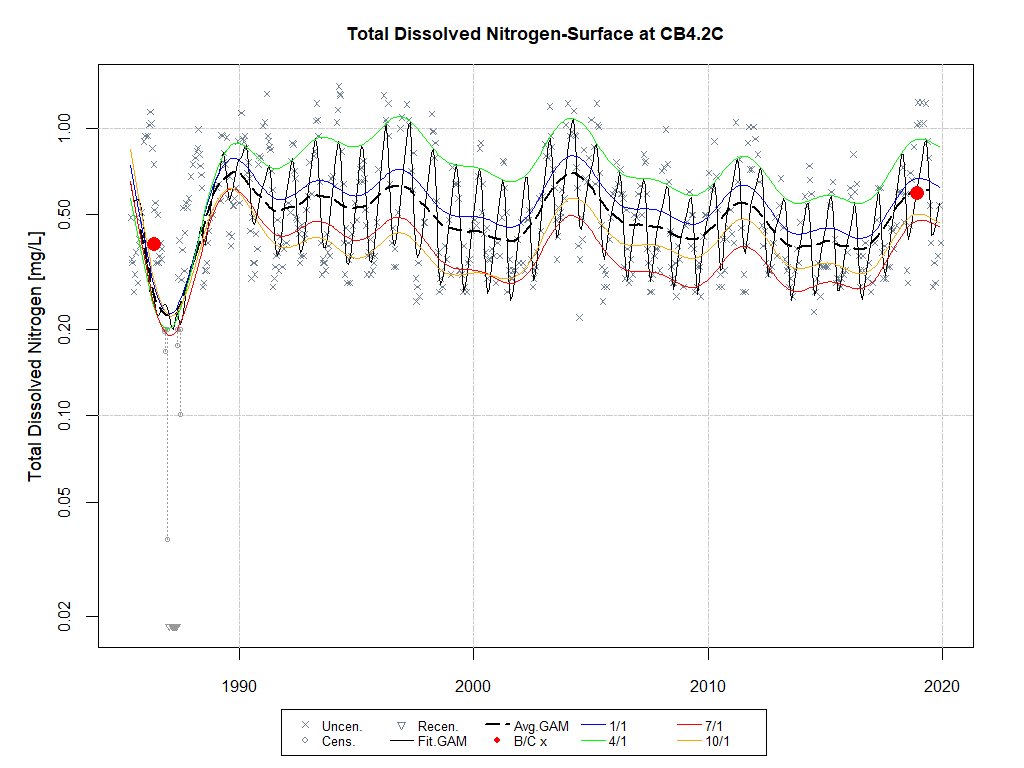 Total Dissolved Nitrogen-Surface at CB4.2C
Total Dissolved Nitrogen [mg/L]
1.00
0.50
0.20
0.10
0.05
0.02
1990 2000 2010 2020
Uncen. Recen. Avg.GAM 1/1 7/1
Cens. Fit.GAM B/C x 4/1 10/1